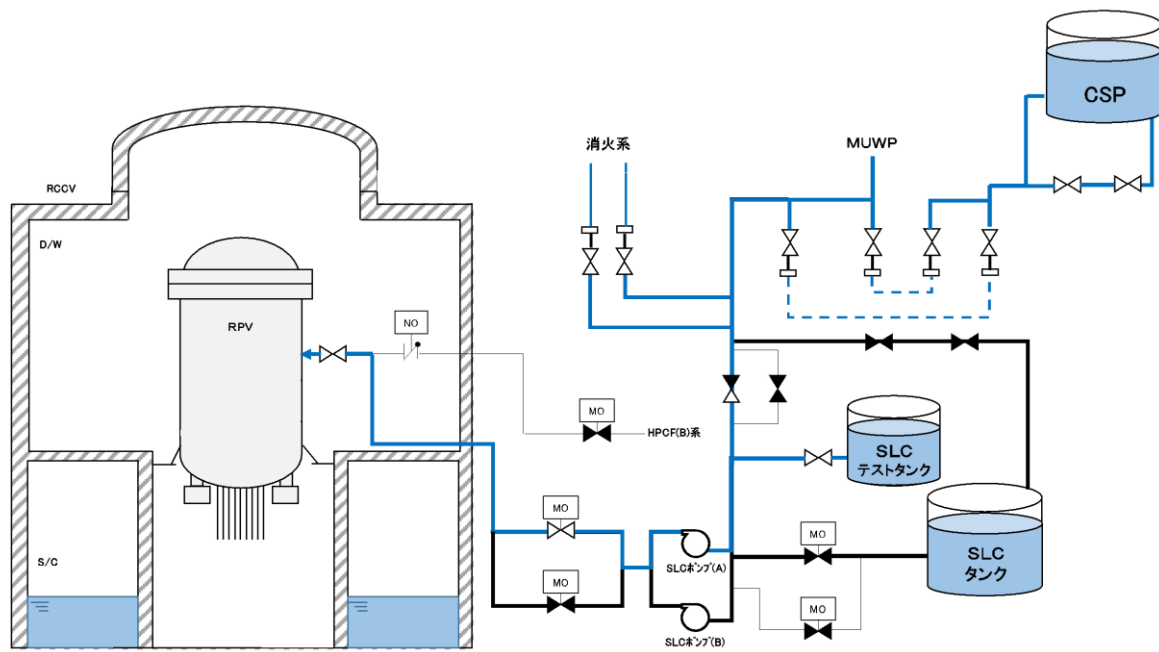 CSP
消火系
MUWP
RCCV
D/W
RPV
NO
MO
HPCF(B)系
SLC
テストタンク
MO
MO
SLC
タンク
S/C
SLCポンプ(A)
MO
MO
SLCポンプ(B)